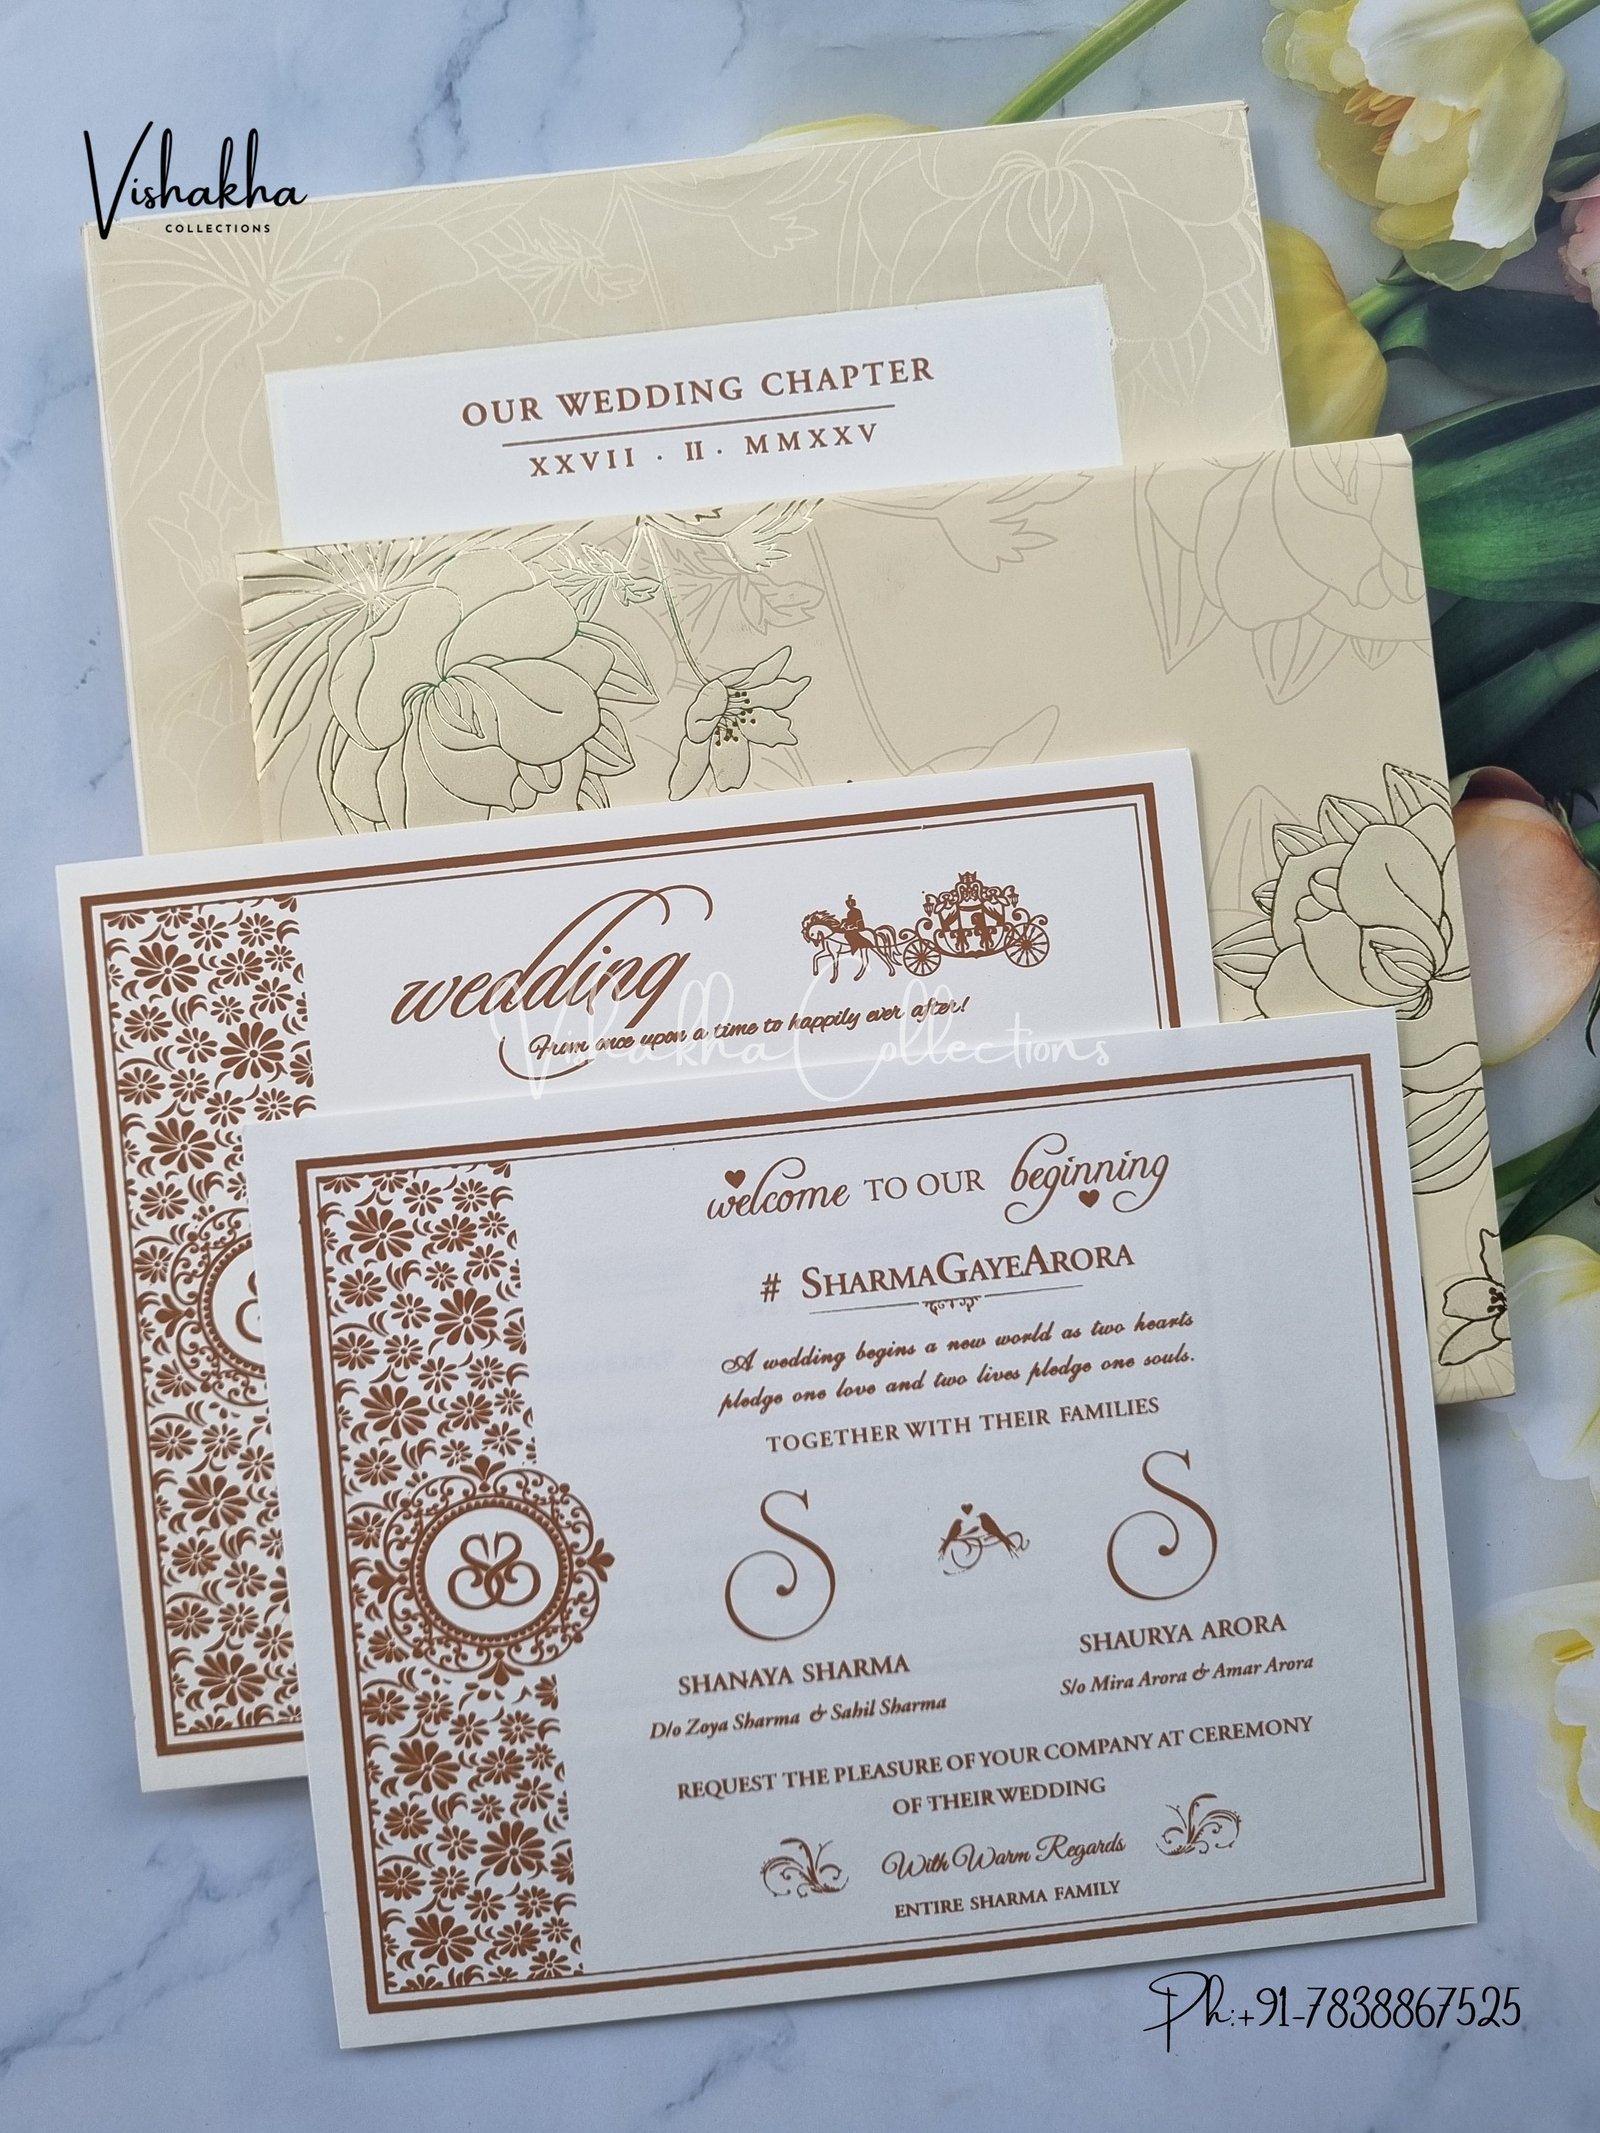 Vishakha
COLLECTIONS
OUR WEDDING CHAPTER
XXVII · II · MMXXV
wedding
From once upon a time to happily ever after!
Vishakha Collections
welcome TO OUR beginning
# SHARMAGAYEARORA
A wedding begins a new world as two hearts
pledge one love and two lives pledge one souls.
TOGETHER WITH THEIR FAMILIES
S S
SS
SHANAYA SHARMA
D/o Zoya Sharma & Sahil Sharma
SHAURYA ARORA
S/o Mira Arora & Amar Arora
REQUEST THE PLEASURE OF YOUR COMPANY AT CEREMONY
OF THEIR WEDDING
With Warm Regards
ENTIRE SHARMA FAMILY
Ph:+91-7838867525